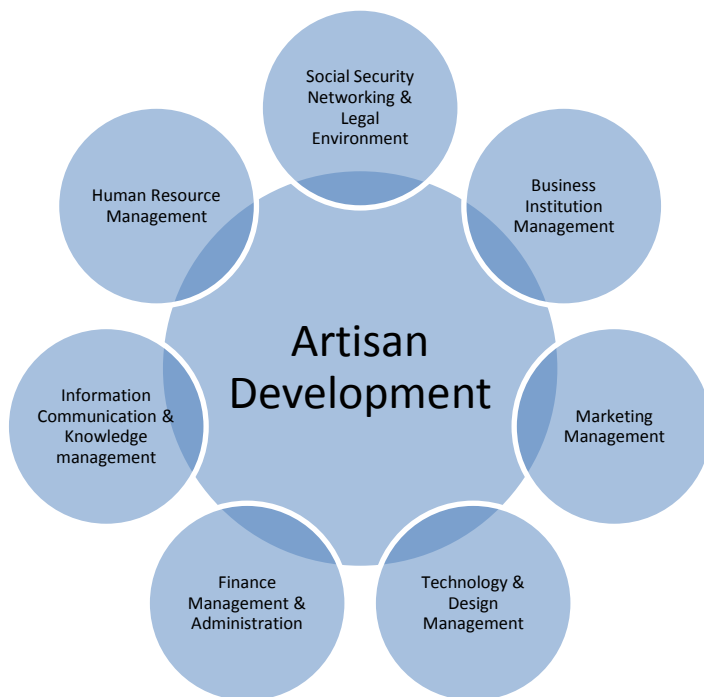 Social Security
Networking &
Legal
Environment
Business
Institution
Management
Marketing
Management
Technology &
Design
Management
Finance
Management &
Administration
Information
Communication &
Knowledge
management
Human Resource
Management
Artisan
Development